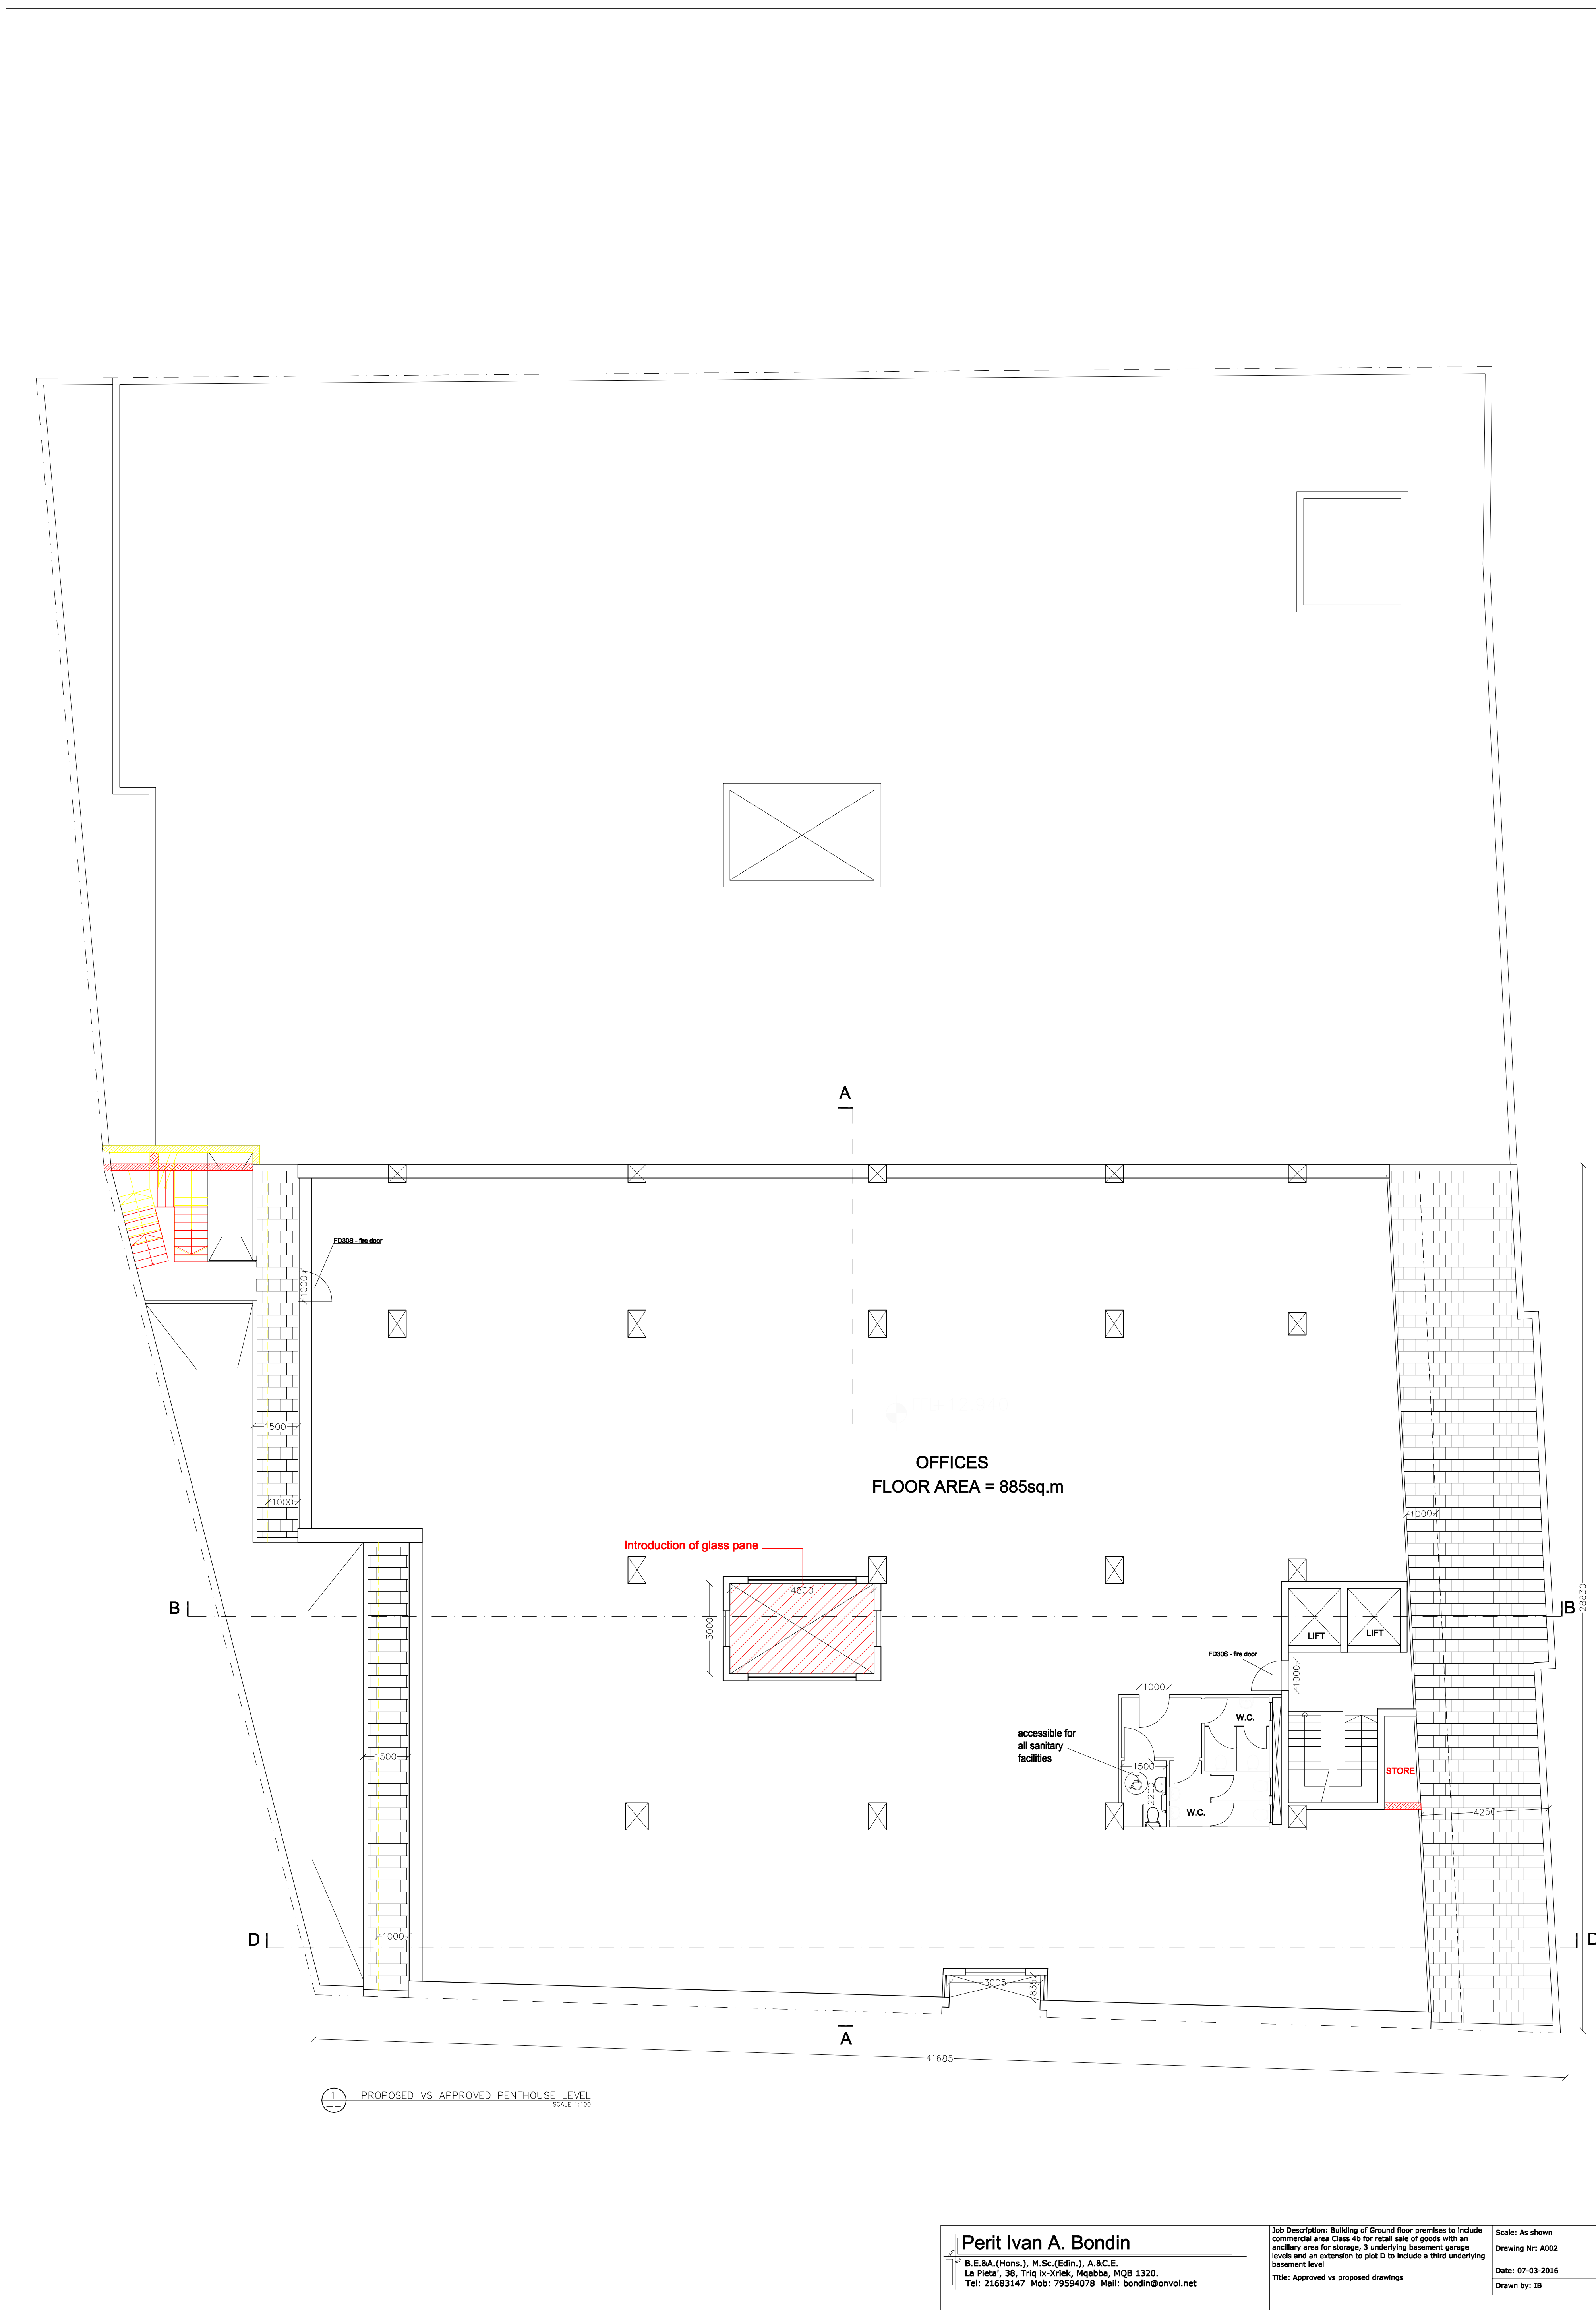 A
FD30S - fire door
1000
1500
OFFICES
FLOOR AREA = 885sq.m
1000
1000
Introduction of glass pane
4800
28830
B
B
3000
LIFT
LIFT
FD30S - fire door
1000
1000
W.C.
accessible for
all sanitary
facilities
1500
1500
2200
STORE
W.C.
4250
1000
D
D
3005
835
A
41685
1
PROPOSED VS APPROVED PENTHOUSE LEVEL
SCALE 1:100
Perit Ivan A. Bondin
B.E.&A.(Hons.), M.Sc.(Edin.), A.&C.E.
La Pieta', 38, Triq ix-Xriek, Mqabba, MQB 1320.
Tel: 21683147 Mob: 79594078 Mail: bondin@onvol.net
Job Description: Building of Ground floor premises to include
commercial area Class 4b for retail sale of goods with an
ancillary area for storage, 3 underlying basement garage
levels and an extension to plot D to include a third underlying
basement level
Title: Approved vs proposed drawings
Scale: As shown
Drawing Nr: A002
Date: 07-03-2016
Drawn by: IB